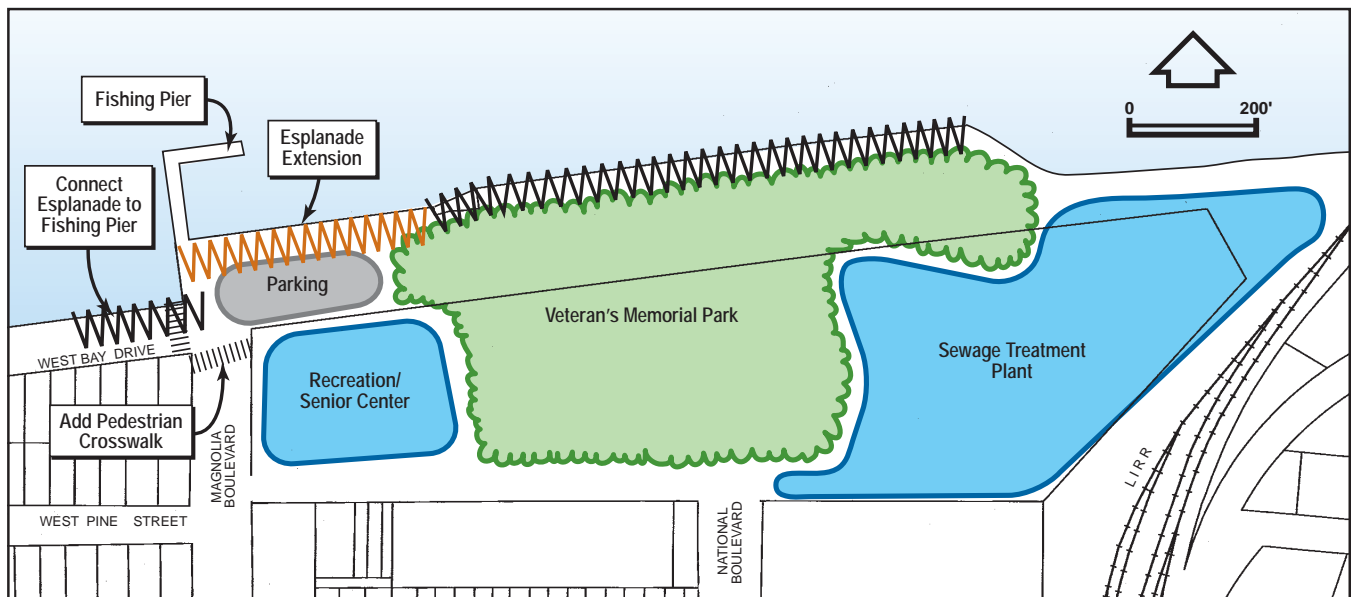 Fishing Pier
Esplanade
Extension
Connect
Esplanade to
Fishing Pier
0 200'
Parking
Veteran's Memorial Park
WEST BAY DRIVE
Recreation/
Senior Center
Sewage Treatment
Plant
Add Pedestrian
Crosswalk
MAGNOLIA
BOULEVARD
LIRR
WEST PINE STREET
NATIONAL
BOULEVARD